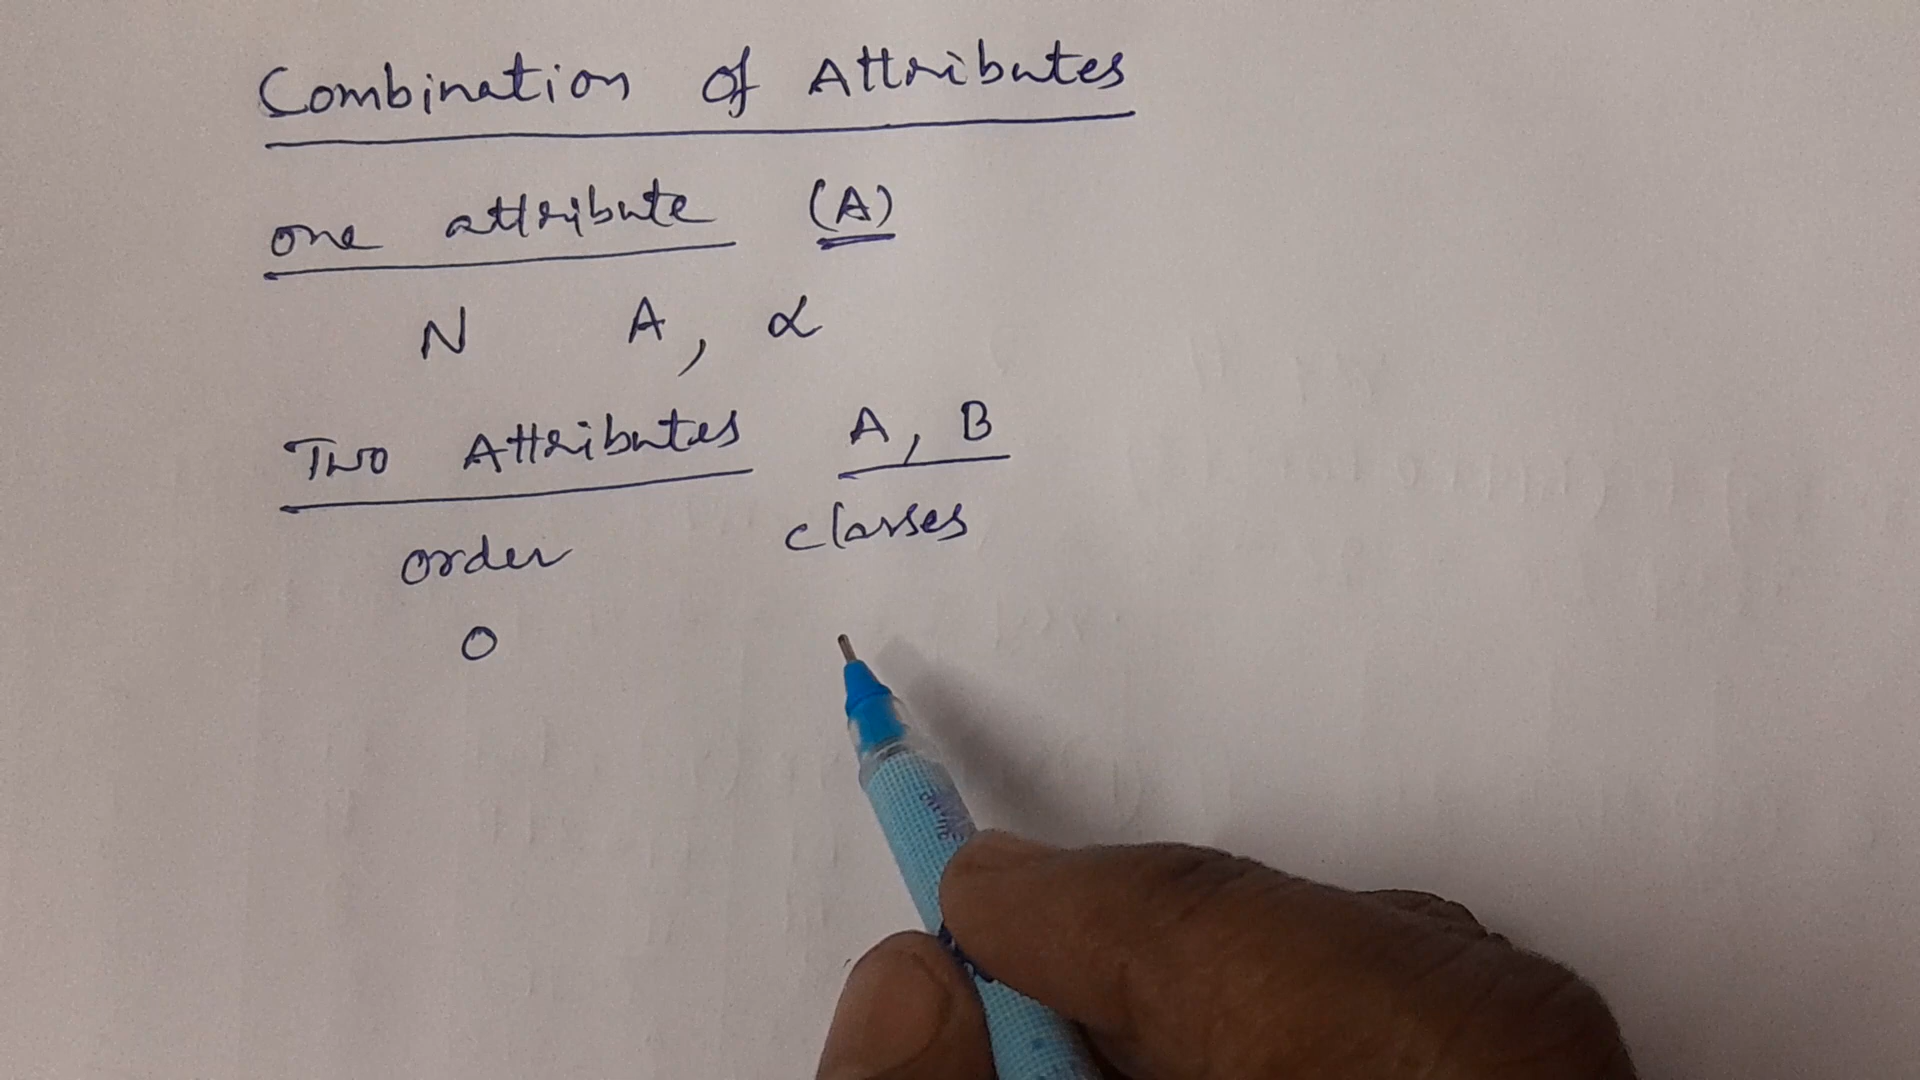 Combination of Attributes
one attribute (A)
N A, α
Two Attributes A, B
order classes
0